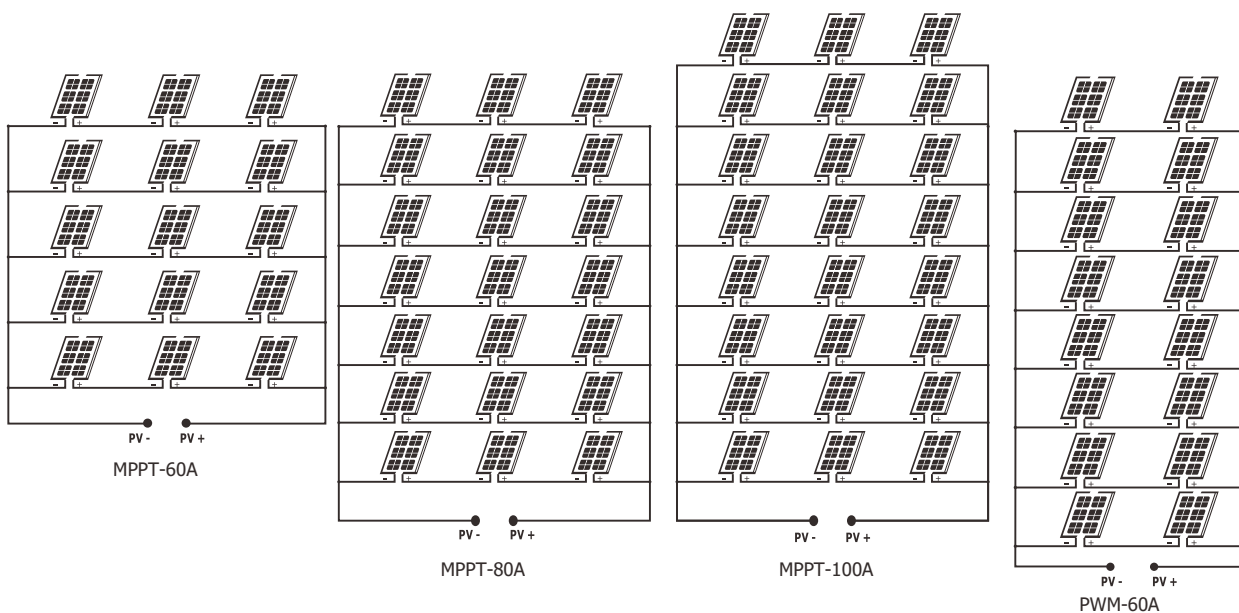 PV - PV +
MPPT-60A
PV - PV +
MPPT-80A
PV - PV +
MPPT-100A
PV - PV +
PWM-60A